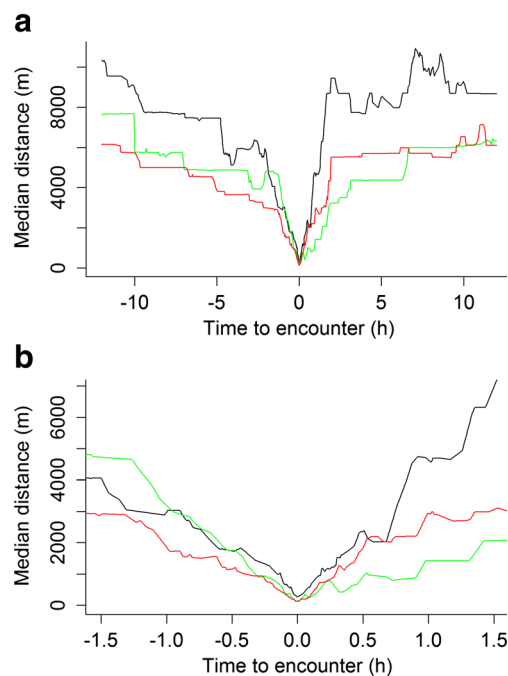 a
Median distance (m)
0 4000 8000
-10 -5 0 5 10
Time to encounter (h)
b
Median distance (m)
0 2000 4000 6000
-1.5 -1.0 -0.5 0.0 0.5 1.0 1.5
Time to encounter (h)